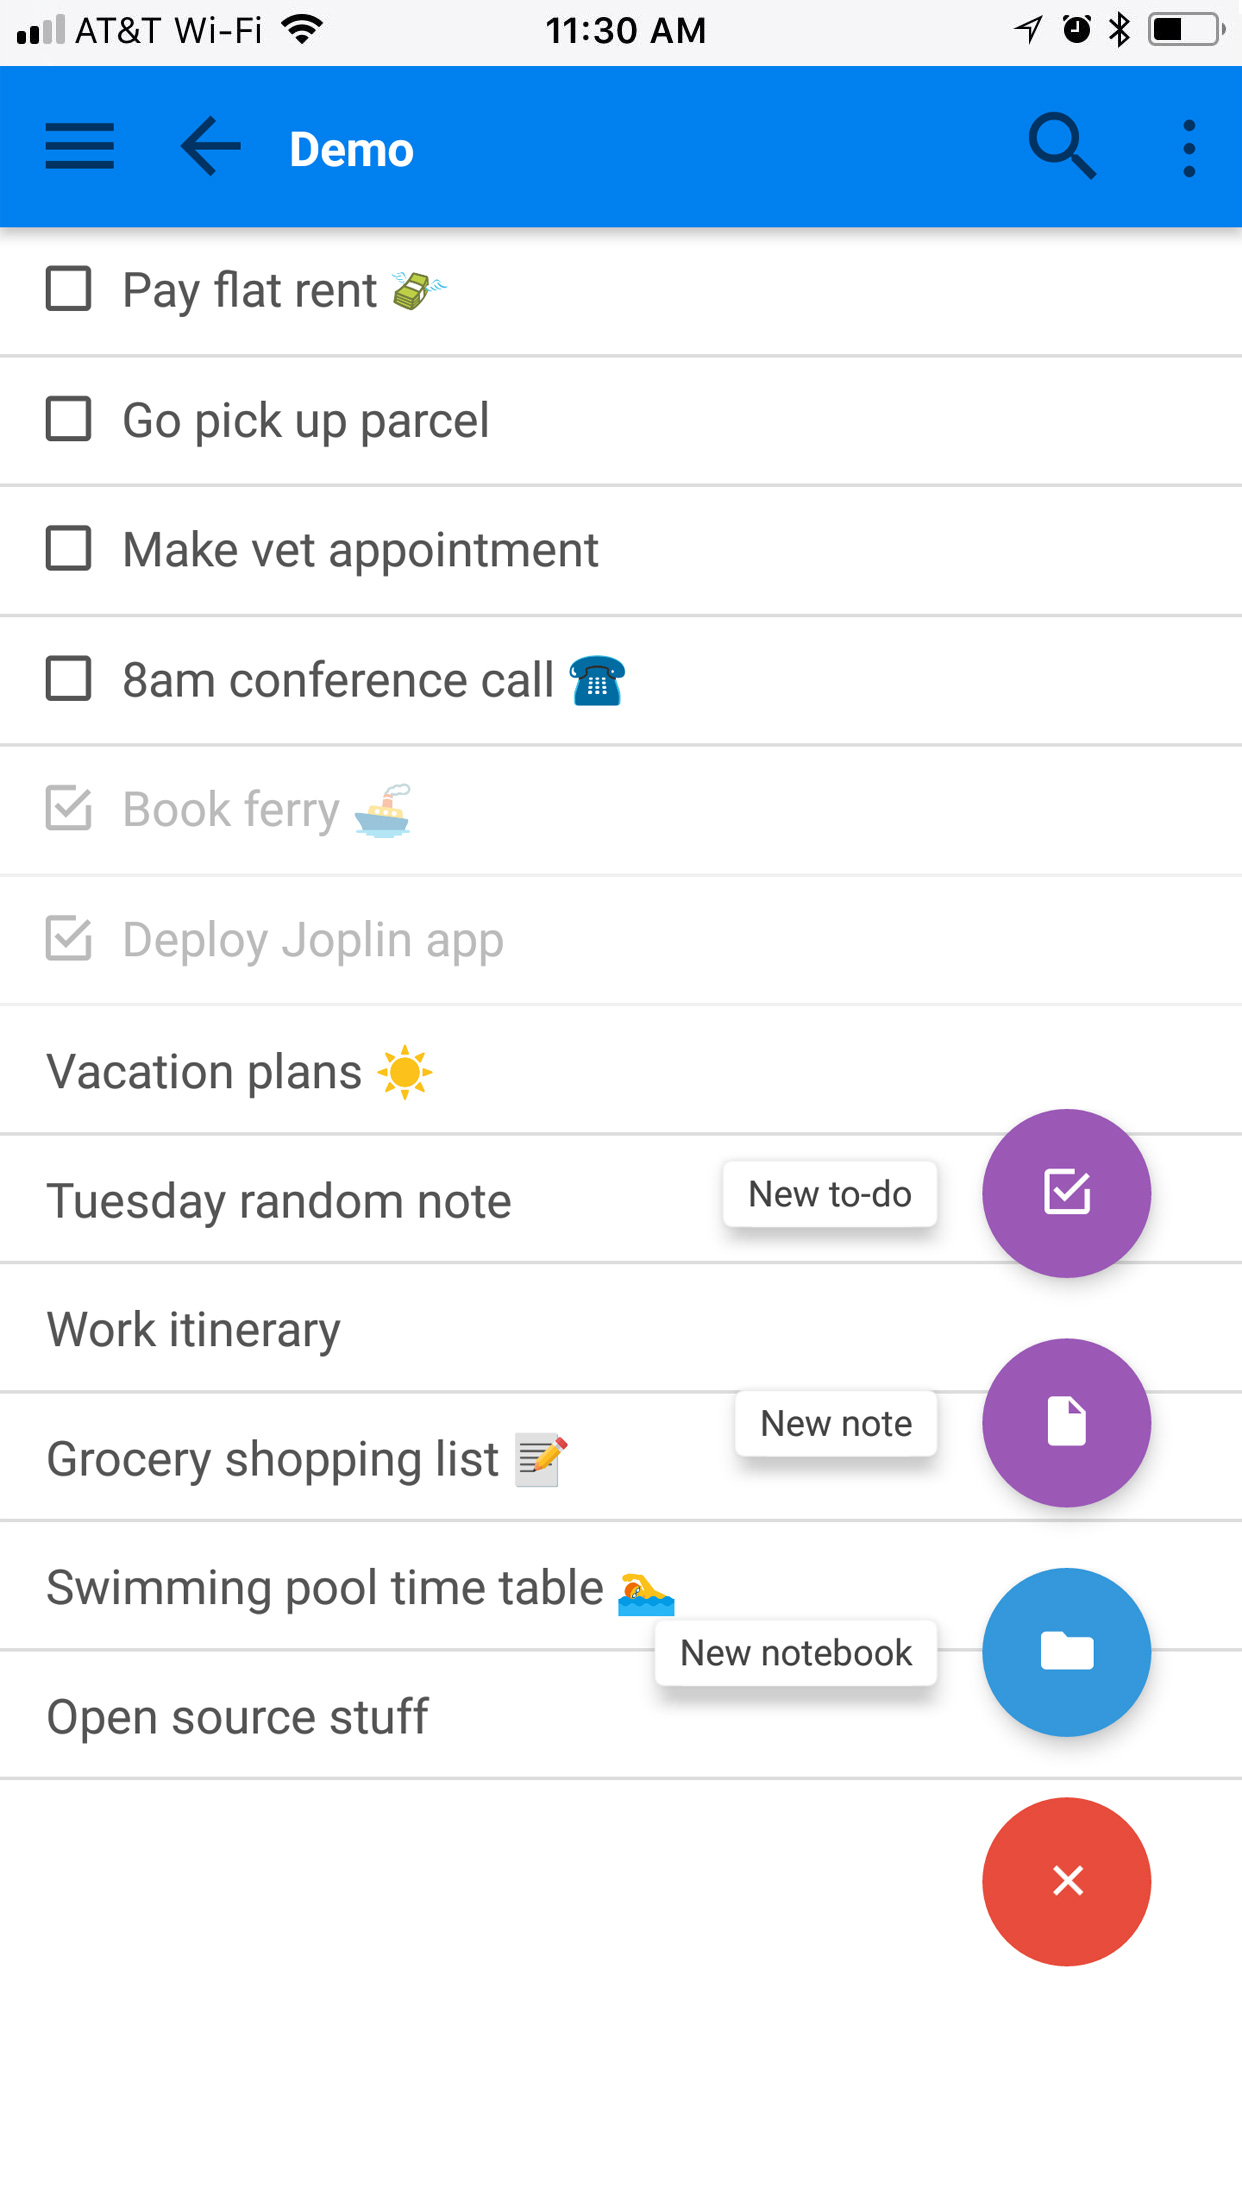 AT&T Wi-Fi 11:30 AM
Demo
Pay flat rent 💸
Go pick up parcel
Make vet appointment
8am conference call ☎️
Book ferry 🚢
Deploy Joplin app
Vacation plans ☀️
Tuesday random note
New to-do
Work itinerary
New note
Grocery shopping list 📝
Swimming pool time table 🏊
New notebook
Open source stuff